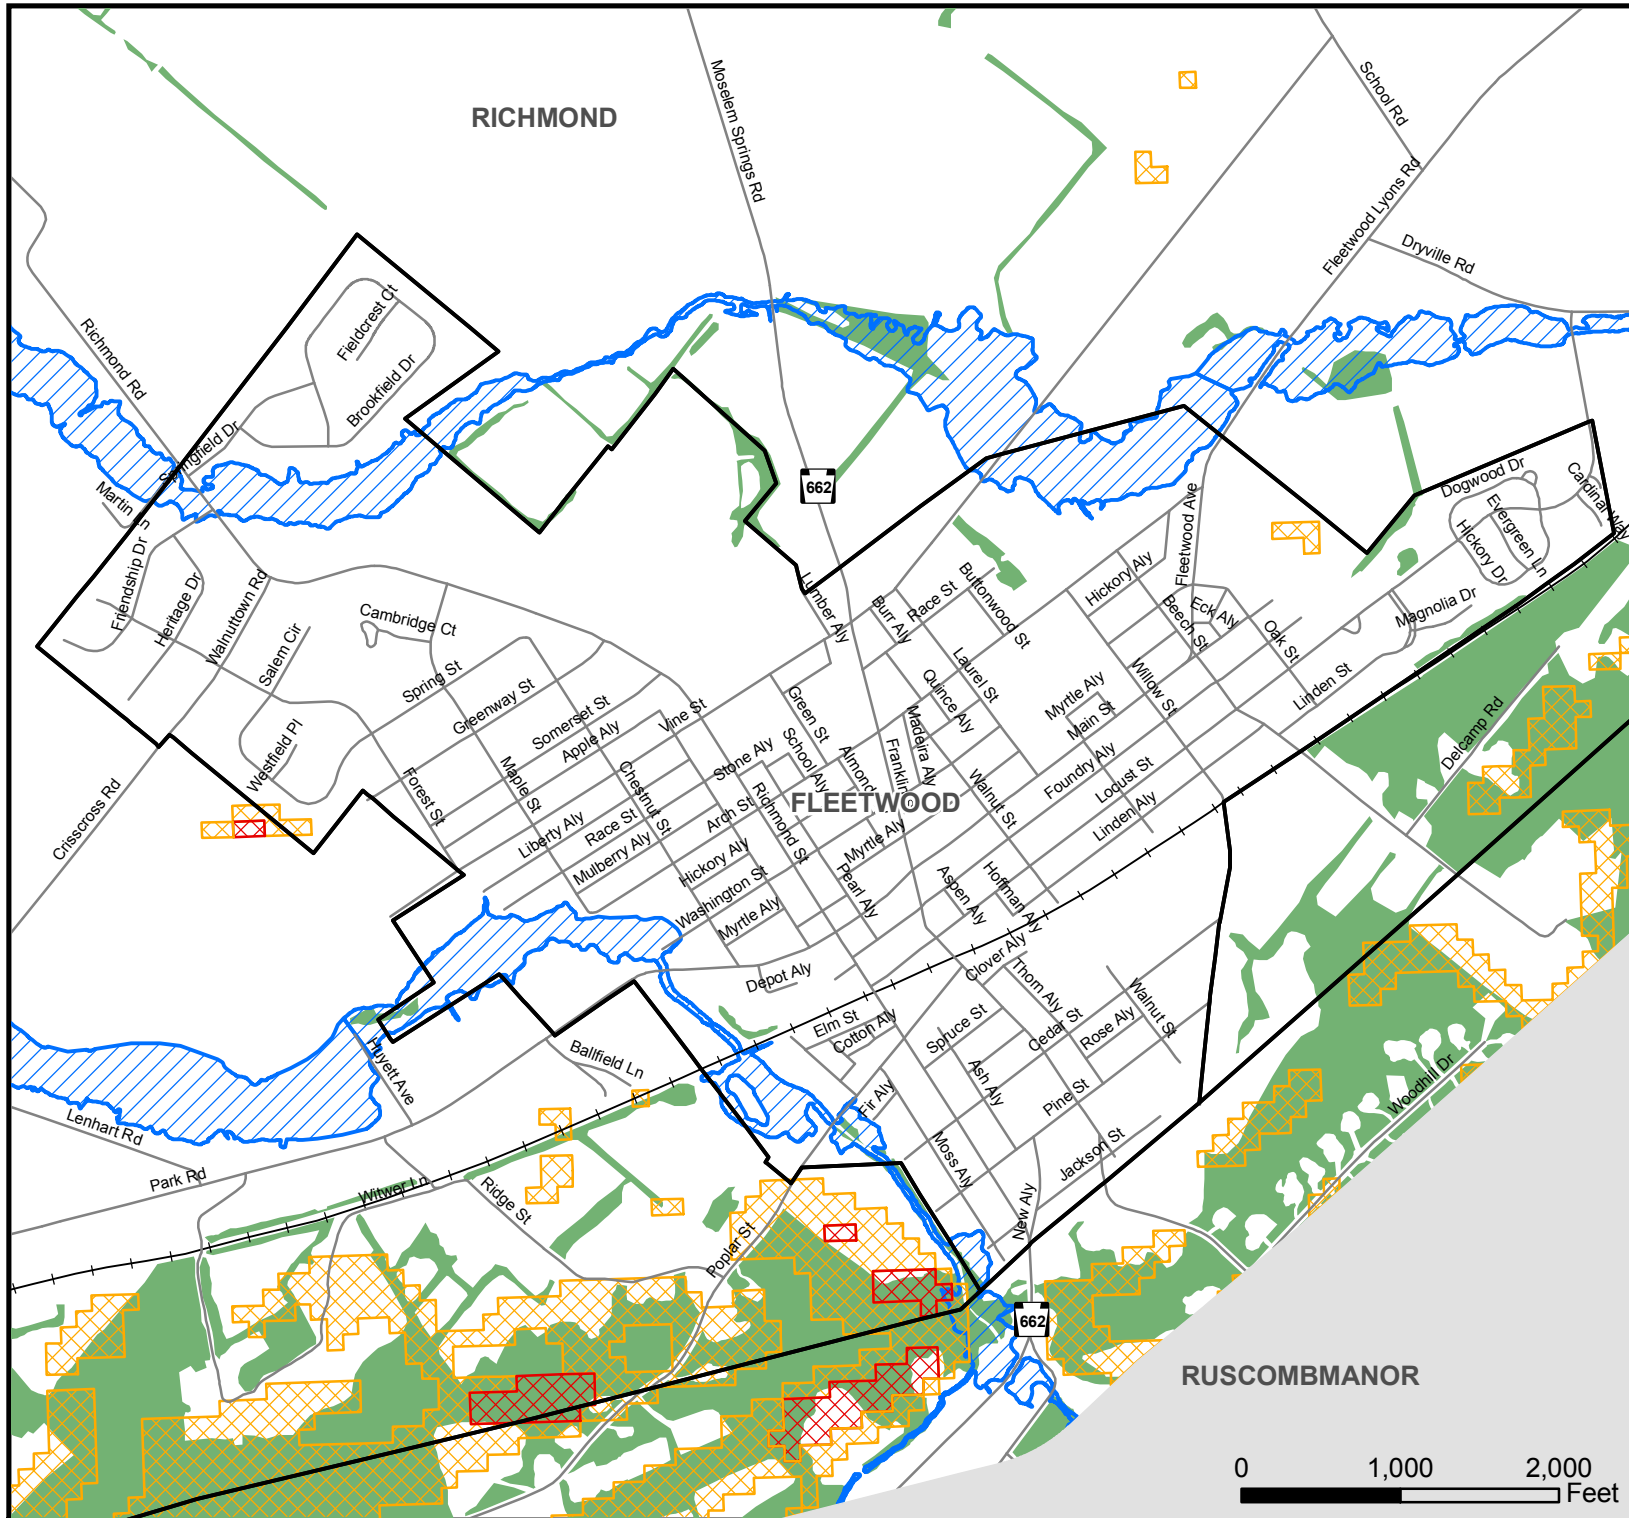 RICHMOND
Moselem Springs Rd
School Rd
Fleetwood Lyons Rd
Dryville Rd
Richmond Rd
Fieldcrest Ct
Brookfield Dr
Springfield Dr
Martin Ln
662
Fleetwood Ave
Dogwood Dr
Cardinal Way
Evergreen Ln
Hickory Dr
Magnolia Dr
Friendship Dr
Heritage Dr
Walnuttown Rd
Salem Cir
Cambridge Ct
Lumber Aly
Burr Aly
Race St
Buttonwood St
Hickory Aly
Beech St
Eck Aly
Oak St
Linden St
Spring St
Greenway St
Somerset St
Apple Aly
Vine St
Green St
Laurel St
Quince Aly
Madeira Aly
Myrtle Aly
Main St
Willow St
Westfield Pl
Crisscross Rd
Forest St
Maple St
Chestnut St
Stone Aly
School Aly
Almond
Franklin
Walnut St
Foundry Aly
Locust St
Linden Aly
Delcamp Rd
FLEETWOOD
Liberty Aly
Race St
Mulberry Aly
Arch St
Richmond St
Hickory Aly
Washington St
Myrtle Aly
Myrtle Aly
Pearl Aly
Aspen Aly
Hoffman Aly
Depot Aly
Clover Aly
Thorn Aly
Walnut St
Elm St
Cotton Aly
Spruce St
Cedar St
Rose Aly
Huyett Ave
Ballfield Ln
Fir Aly
Ash Aly
Pine St
Woodhill Dr
Lenhart Rd
Park Rd
Witwer Ln
Ridge St
Poplar St
Moss Aly
New Aly
Jackson St
662
RUSCOMBMANOR
0 1,000 2,000
Feet